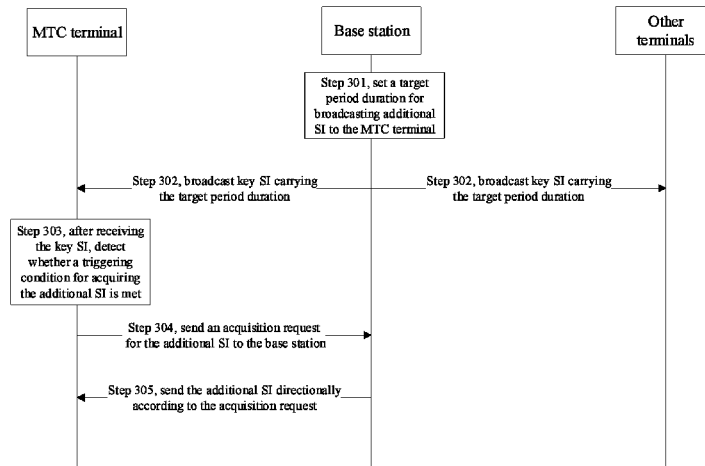 MTC terminal
Base station
Other
terminals
Step 301, set a target
period duration for
broadcasting additional
SI to the MTC terminal
Step 302, broadcast key SI carrying
the target period duration
Step 302, broadcast key SI carrying
the target period duration
Step 303, after receiving
the key SI, detect
whether a triggering
condition for acquiring
the additional SI is met
Step 304, send an acquisition request
for the additional SI to the base station
Step 305, send the additional SI directionally
according to the acquisition request